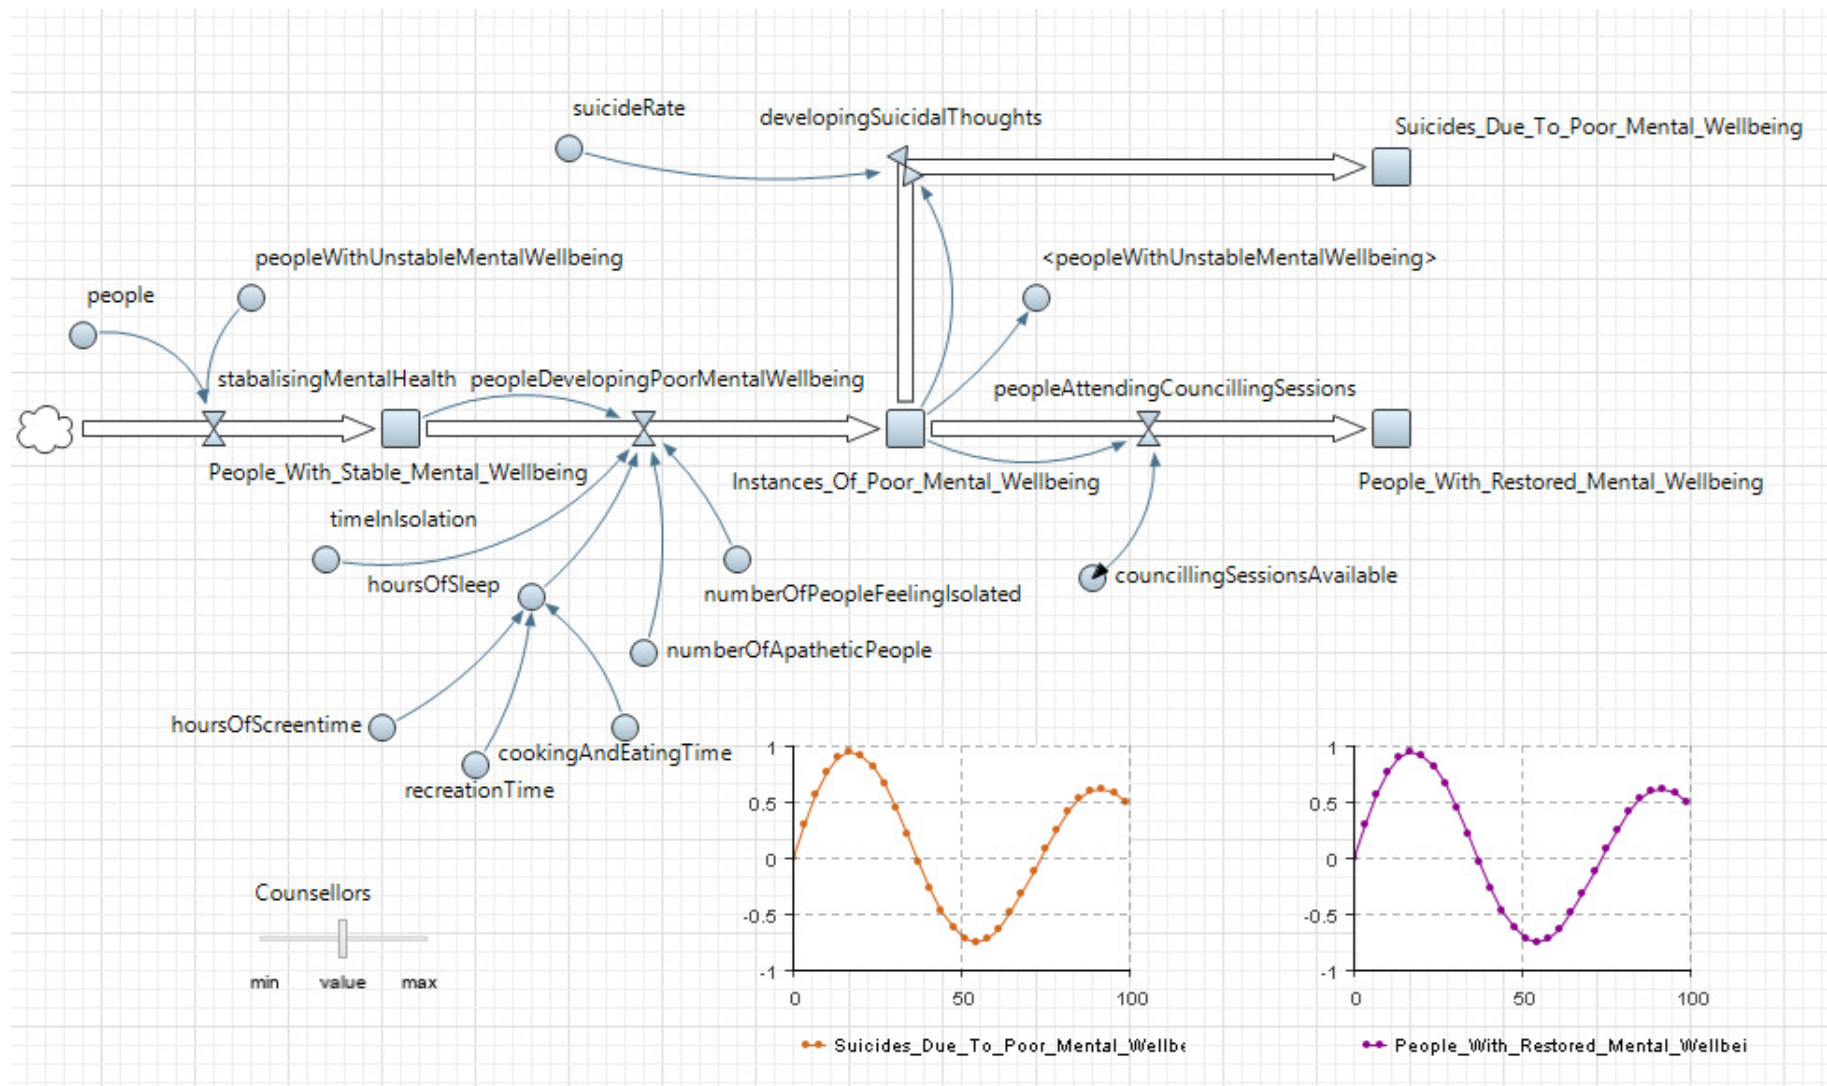 suicideRate
developingSuicidalThoughts
Suicides_Due_To_Poor_Mental_Wellbeing
peopleWithUnstableMentalWellbeing
<peopleWithUnstableMentalWellbeing>
people
stabalisingMentalHealth
peopleDevelopingPoorMentalWellbeing
peopleAttendingCouncillingSessions
People_With_Stable_Mental_Wellbeing
Instances_Of_Poor_Mental_Wellbeing
People_With_Restored_Mental_Wellbeing
timeInIsolation
hoursOfSleep
numberOfPeopleFeelingIsolated
councillingSessionsAvailable
numberOfApatheticPeople
hoursOfScreentime
cookingAndEatingTime
recreationTime
Counsellors
min value max
1
0.5
0
-0.5
-1
0 50 100
Suicides_Due_To_Poor_Mental_Wellbe
1
0.5
0
-0.5
-1
0 50 100
People_With_Restored_Mental_Wellbei